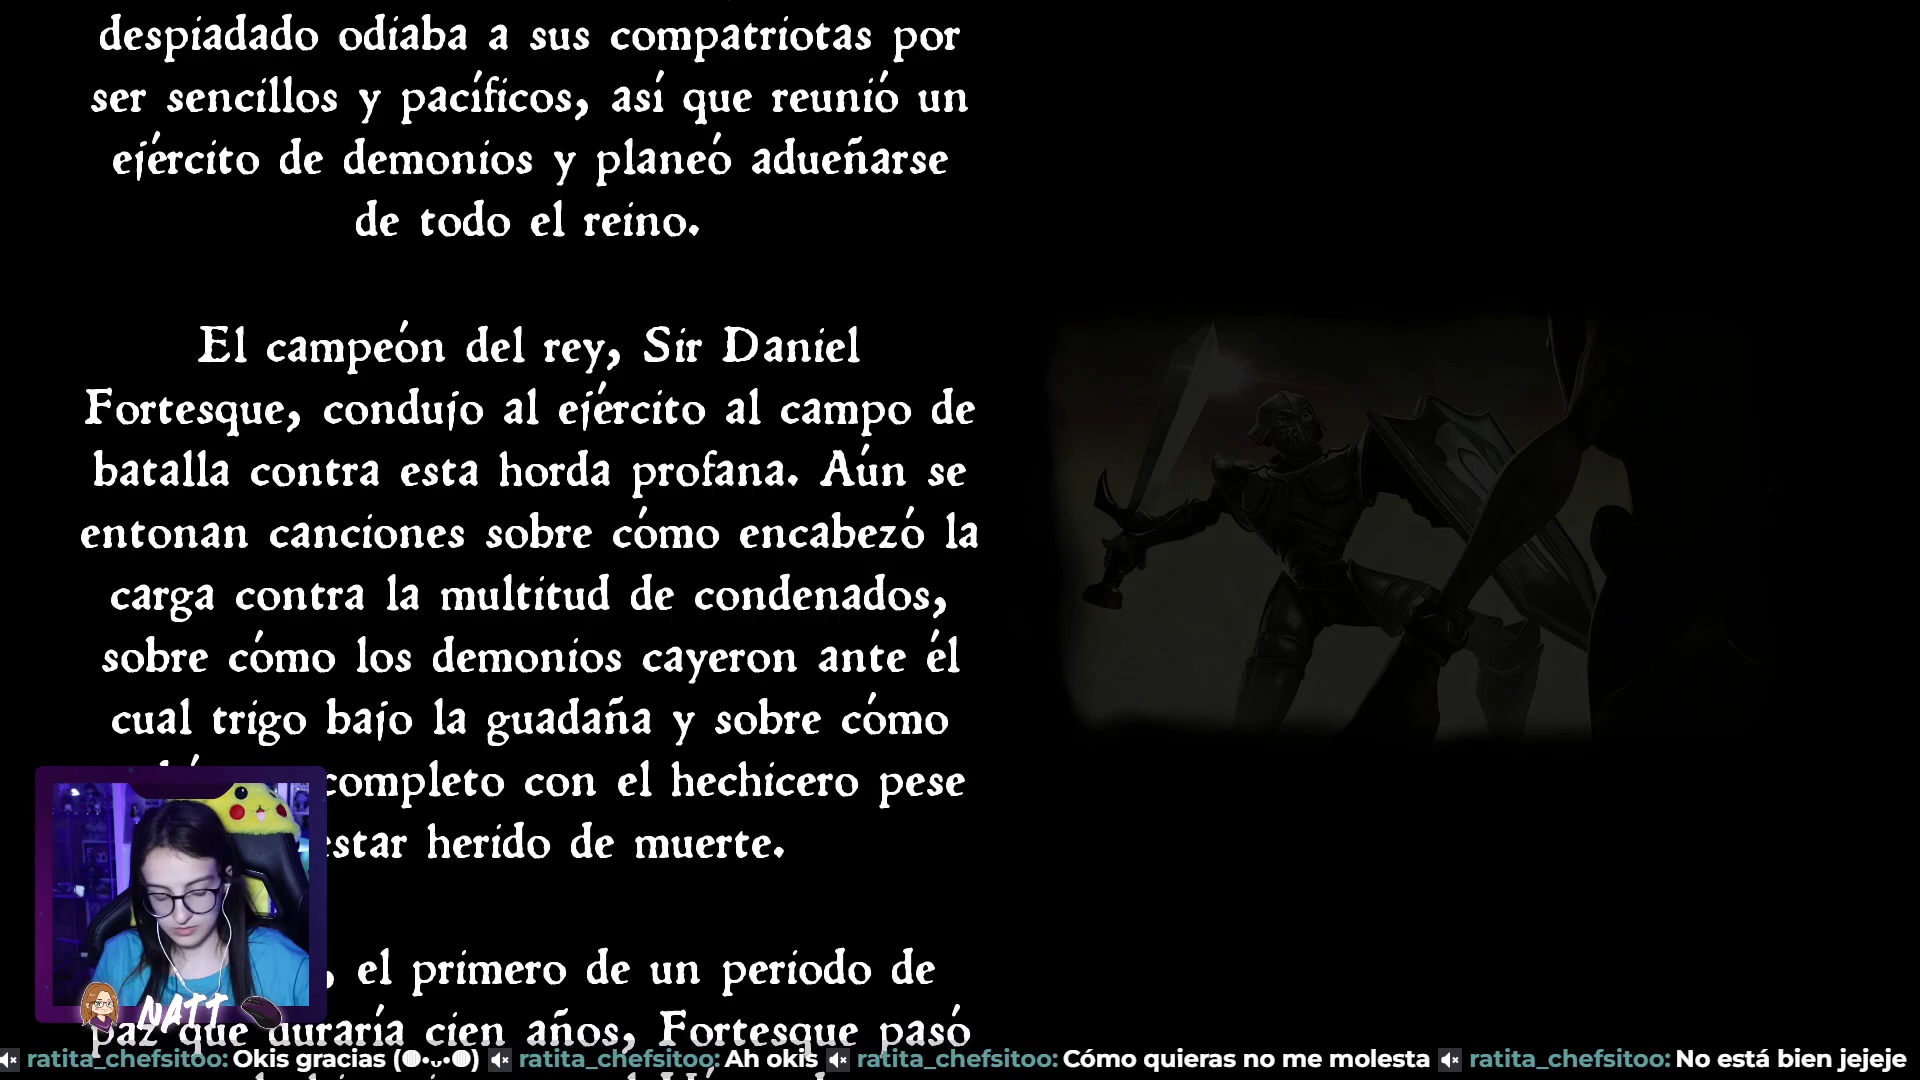 despiadado odiaba a sus compatriotas por
ser sencillos y pacíficos, así que reunió un
ejército de demonios y planeó adueñarse
de todo el reino.
El campeón del rey, Sir Daniel
Fortesque, condujo al ejército al campo de
batalla contra esta horda profana. Aún se
entonan canciones sobre cómo encabezó la
carga contra la multitud de condenados,
sobre cómo los demonios cayeron ante él
cual trigo bajo la guadaña y sobre cómo
completo con el hechicero pese
estar herido de muerte.
, el primero de un periodo de
paz que duraría cien años, Fortesque pasó
NATT
ratita_chefsitoo: Okis gracias ratita_chefsitoo: Ah okis ratita_chefsitoo: Cómo quieras no me molesta ratita_chefsitoo: No está bien jejeje